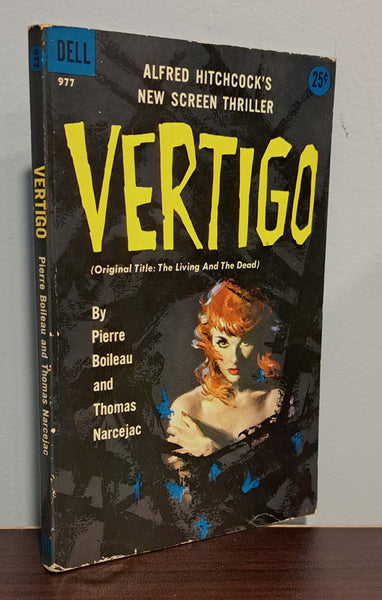 DELL
977
ALFRED HITCHCOCK'S
NEW SCREEN THRILLER
25¢
VERTIGO
(Original Title: The Living And The Dead)
By
Pierre
Boileau
and
Thomas
Narcejac
977
VERTIGO Pierre Boileau and Thomas Narcejac